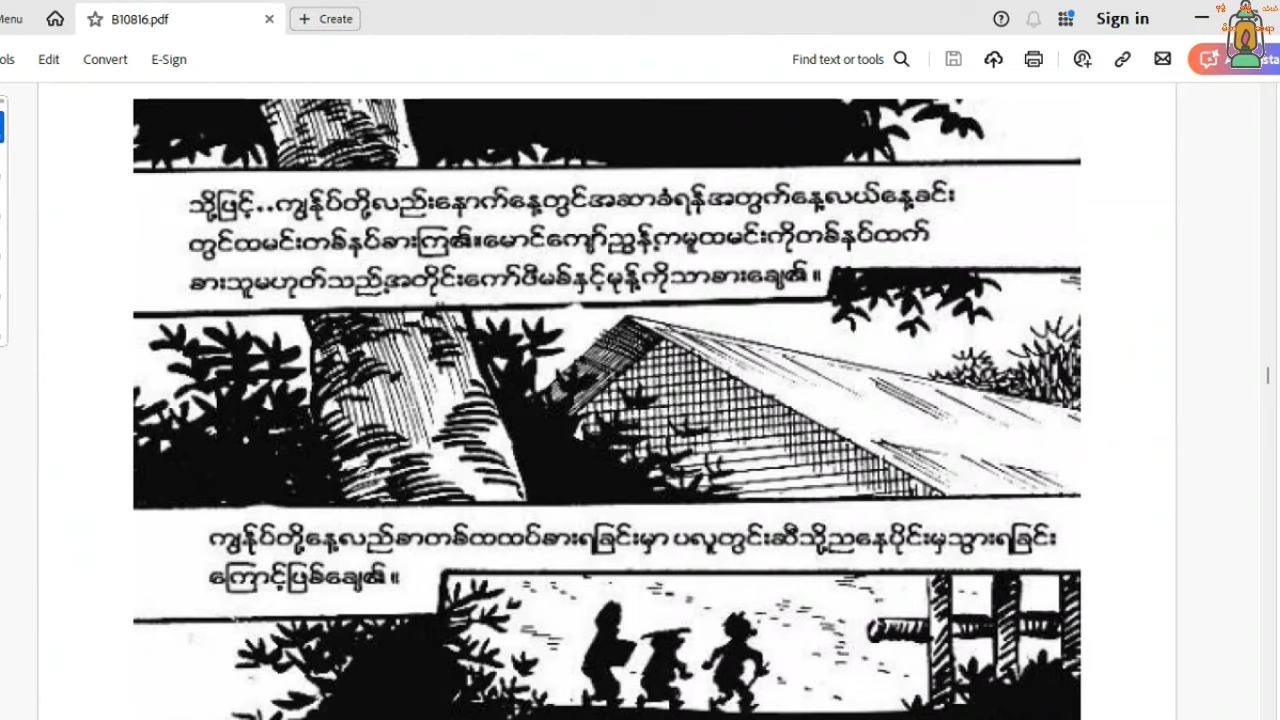 Menu
B10816.pdf
Create
Sign in
ols
Edit
Convert
E-Sign
Find text or tools
သို့ဖြင့်..ကျွန်ုပ်တို့လည်းနောက်နေ့တွင်အဆာခံရန်အတွက်နေ့လယ်နေ့ခင်း
တွင်ထမင်းတစ်နပ်စားကြ၏။မောင်ကျော်ညွန့်ကမူထမင်းကိုတစ်နပ်ထက်
စားသူမဟုတ်သည့်အတိုင်းကော်ဖီမစ်နှင့်မုန့်ကိုသာစားချေ၏။
ကျွန်ုပ်တို့နေ့လည်စာတစ်ထထပ်စားရခြင်းမှာ ပလူတွင်းဆီသို့ညနေပိုင်းမှသွားရခြင်း
ကြောင့်ဖြစ်ချေ၏။